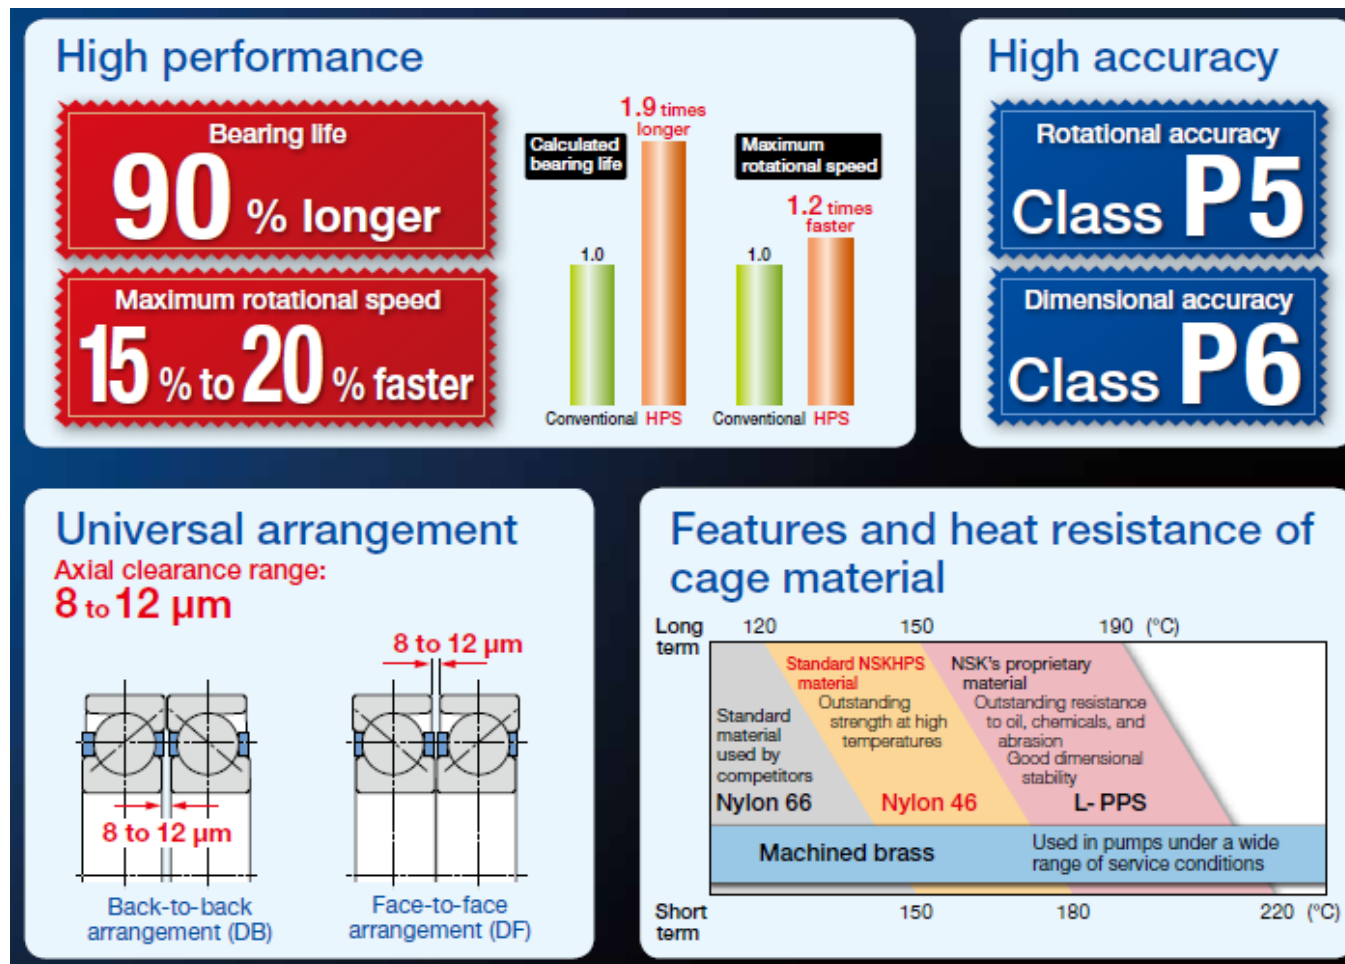 High performance
Bearing life
90 % longer
Maximum rotational speed
15 % to 20 % faster
Calculated
bearing life
1.9 times
longer
1.0
Conventional HPS
Maximum
rotational speed
1.2 times
faster
1.0
Conventional HPS
High accuracy
Rotational accuracy
Class P5
Dimensional accuracy
Class P6
Universal arrangement
Axial clearance range:
8 to 12 μm
8 to 12 μm
Back-to-back
arrangement (DB)
8 to 12 μm
Face-to-face
arrangement (DF)
Features and heat resistance of
cage material
Long
term
120 150 190 (°C)
Standard
material
used by
competitors
Nylon 66
Standard NSKHPS
material
Outstanding
strength at high
temperatures
Nylon 46
NSK's proprietary
material
Outstanding resistance
to oil, chemicals, and
abrasion
Good dimensional
stability
L- PPS
Machined brass
Used in pumps under a wide
range of service conditions
Short
term
150 180 220 (°C)